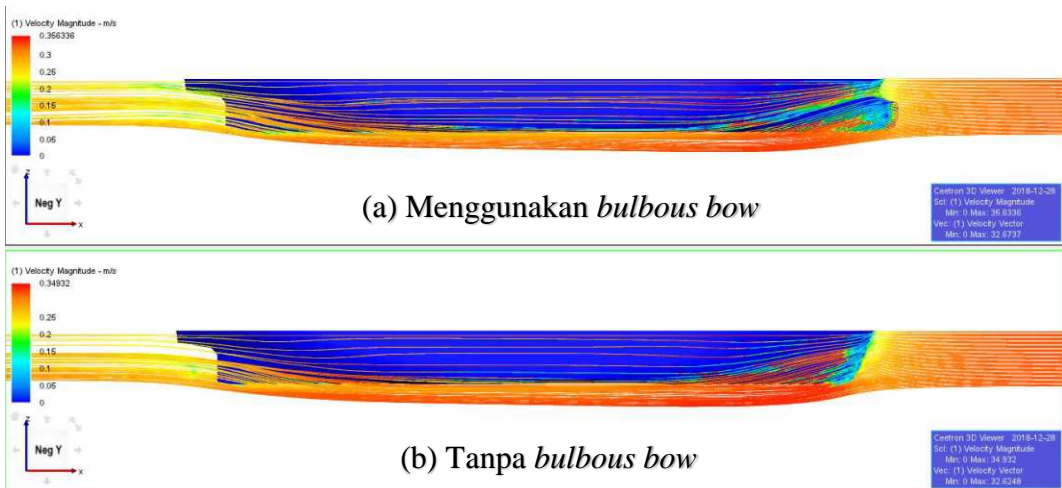 (1) Velocity Magnitude - m/s
0.356336
0.3
0.25
0.2
0.15
0.1
0.05
0
z
Neg Y
x
(a) Menggunakan bulbous bow
Ceetron 3D Viewer 2018-12-28
Scl: (1) Velocity Magnitude
Min: 0 Max: 36.6336
Vec: (1) Velocity Vector
Min: 0 Max: 32.6737
(1) Velocity Magnitude - m/s
0.34932
0.25
0.2
0.15
0.1
0.05
0
z
Neg Y
x
(b) Tanpa bulbous bow
Ceetron 3D Viewer 2018-12-28
Scl: (1) Velocity Magnitude
Min: 0 Max: 34.932
Vec: (1) Velocity Vector
Min: 0 Max: 32.6248